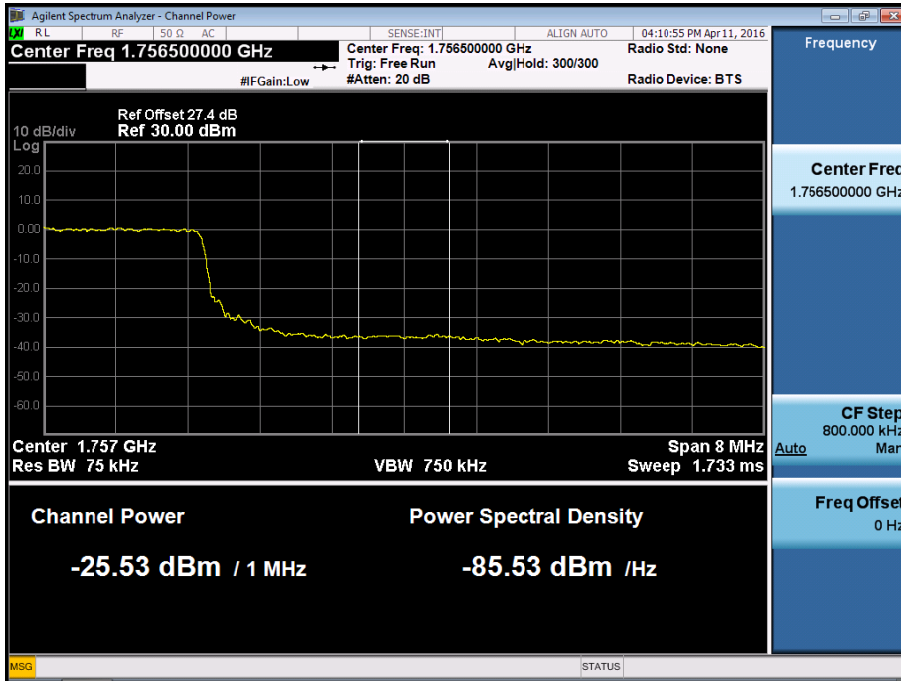 Agilent Spectrum Analyzer - Channel Power
LXI RL RF 50 Ω AC SENSE:INT ALIGN AUTO 04:10:55 PM Apr 11, 2016
Center Freq 1.756500000 GHz
#IFGain:Low
Center Freq: 1.756500000 GHz
Trig: Free Run Avg|Hold: 300/300
#Atten: 20 dB
Radio Std: None
Radio Device: BTS
Ref Offset 27.4 dB
10 dB/div Ref 30.00 dBm
Log
20.0
10.0
0.00
-10.0
-20.0
-30.0
-40.0
-50.0
-60.0
Center 1.757 GHz Span 8 MHz
Res BW 75 kHz VBW 750 kHz Sweep 1.733 ms
Channel Power Power Spectral Density
-25.53 dBm / 1 MHz -85.53 dBm /Hz
MSG STATUS
Frequency
Center Freq
1.756500000 GHz
CF Step
800.000 kHz
Auto Man
Freq Offset
0 Hz